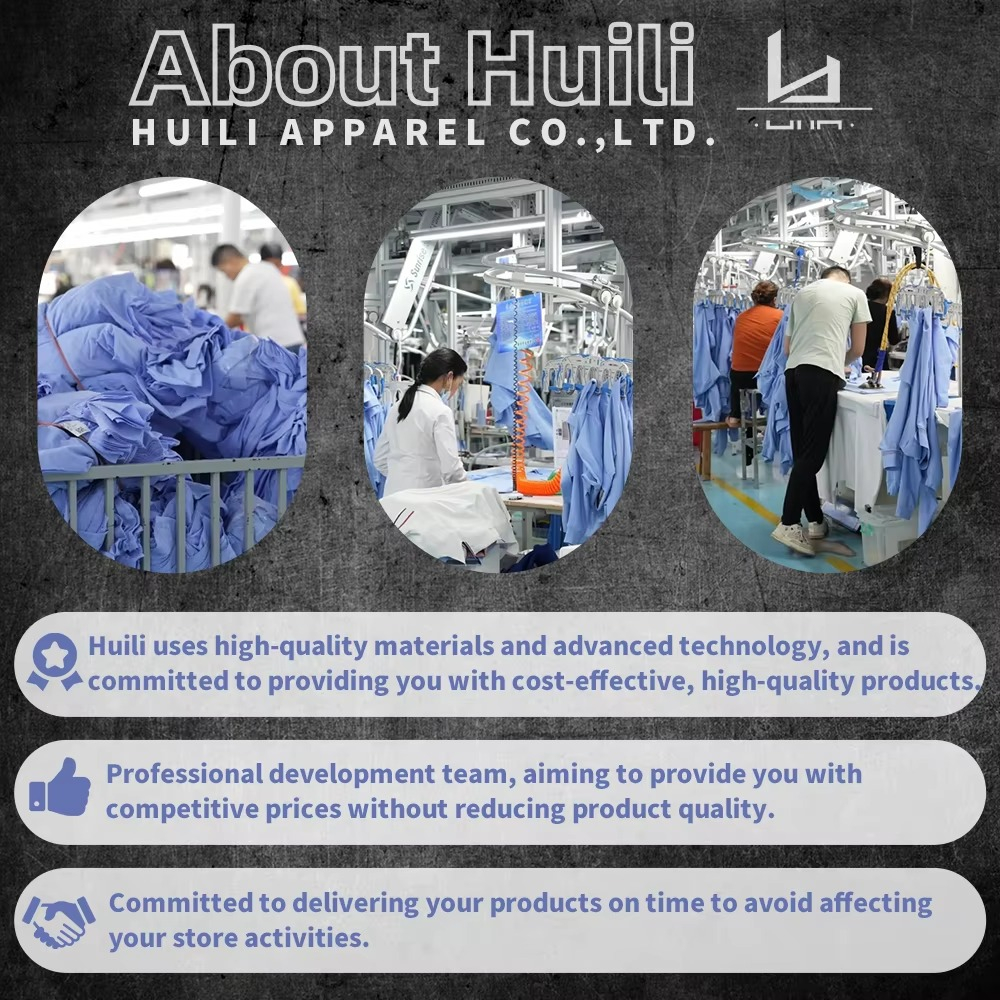 About Huili
HUILI APPAREL CO.,LTD.
Huili uses high-quality materials and advanced technology, and is
committed to providing you with cost-effective, high-quality products.
Professional development team, aiming to provide you with
competitive prices without reducing product quality.
Committed to delivering your products on time to avoid affecting
your store activities.